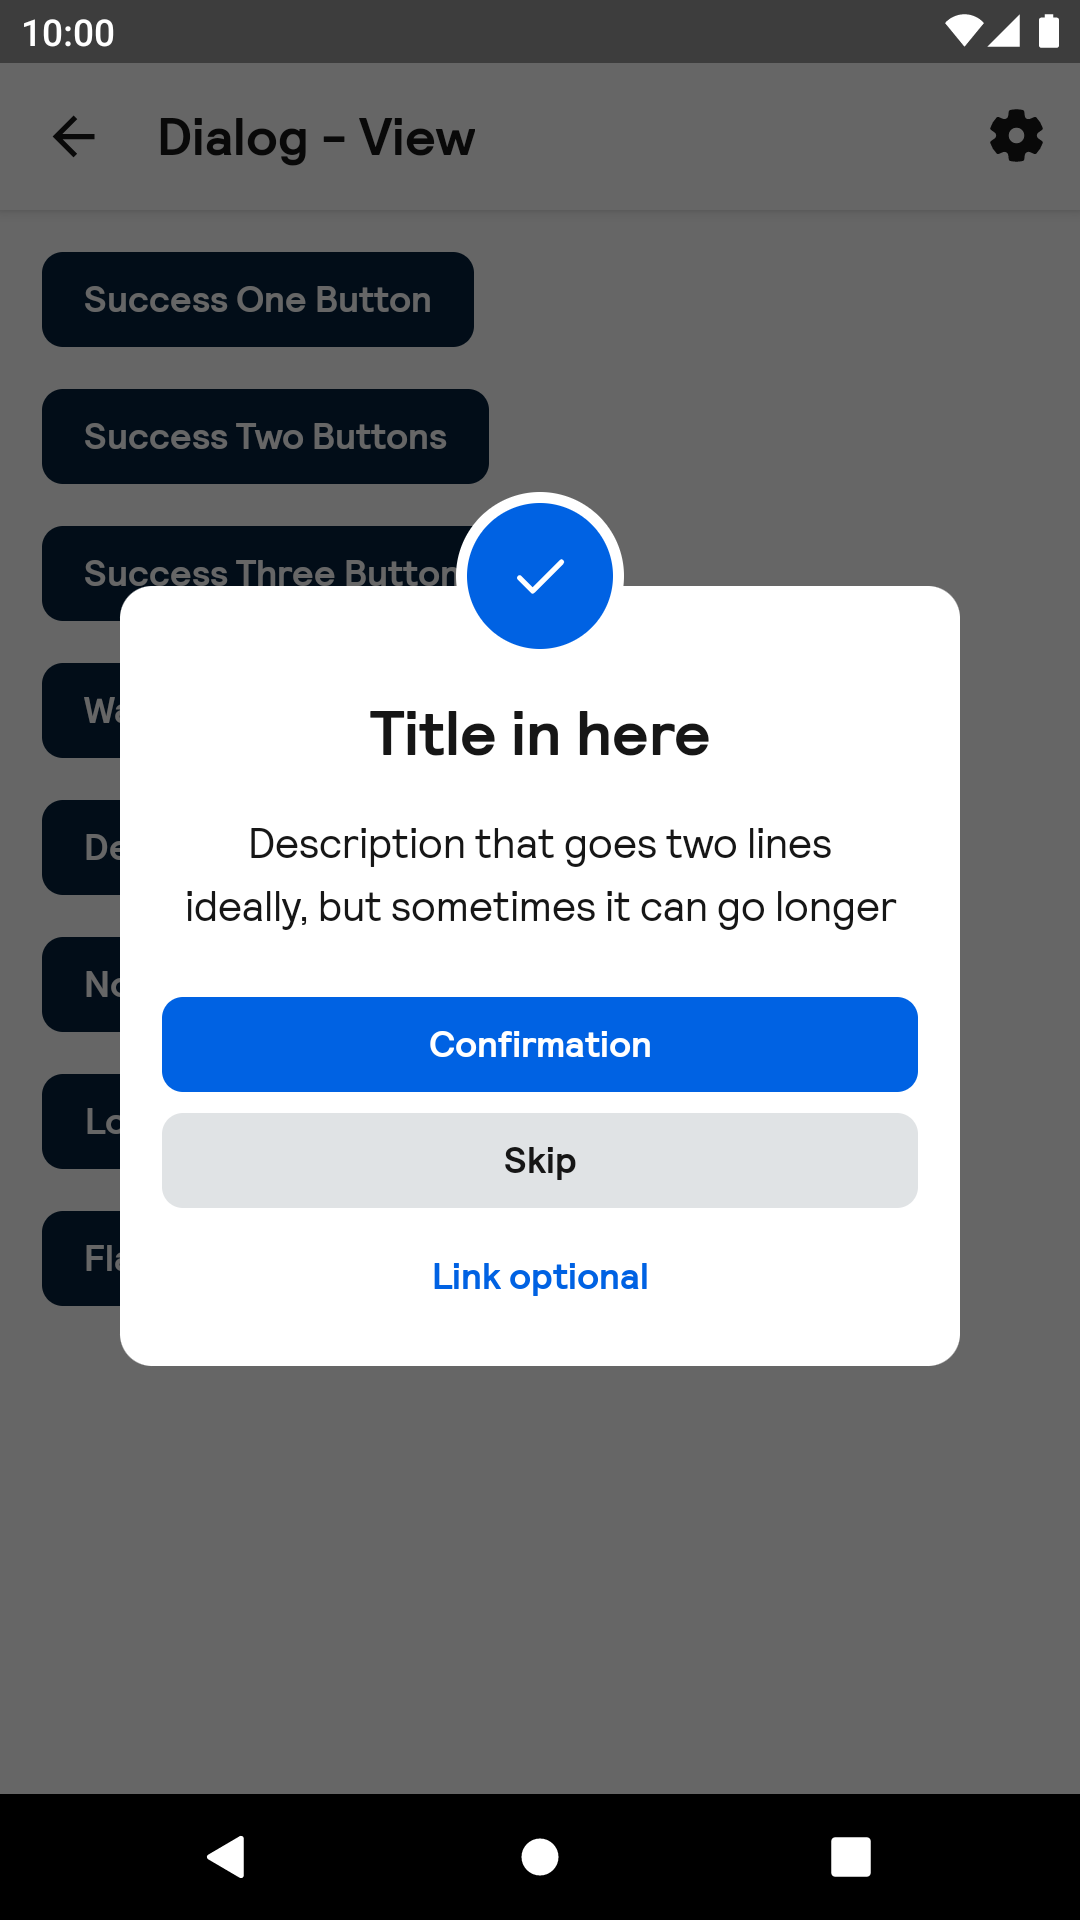 10:00
Dialog - View
Success One Button
Success Two Buttons
Success Three Button
Title in here
Description that goes two lines
ideally, but sometimes it can go longer
Confirmation
Skip
Link optional